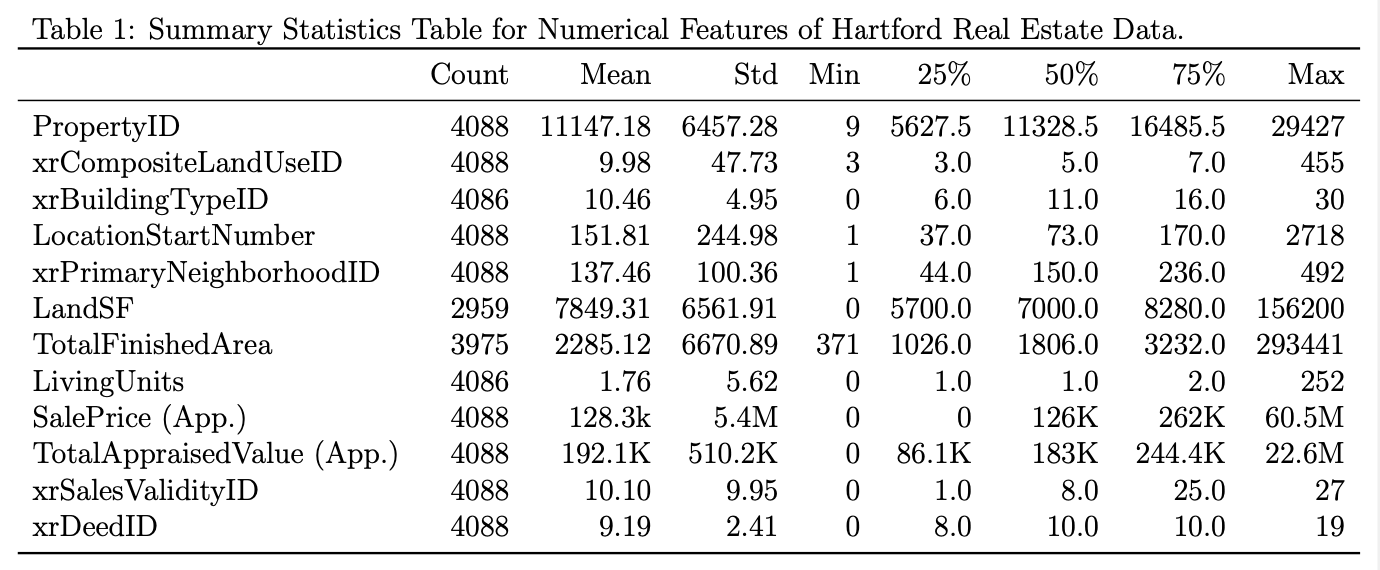 Table 1: Summary Statistics Table for Numerical Features of Hartford Real Estate Data.
Count Mean Std Min 25% 50% 75% Max
PropertyID 4088 11147.18 6457.28 9 5627.5 11328.5 16485.5 29427
xrCompositeLandUseID 4088 9.98 47.73 3 3.0 5.0 7.0 455
xrBuildingTypeID 4086 10.46 4.95 0 6.0 11.0 16.0 30
LocationStartNumber 4088 151.81 244.98 1 37.0 73.0 170.0 2718
xrPrimaryNeighborhoodID 4088 137.46 100.36 1 44.0 150.0 236.0 492
LandSF 2959 7849.31 6561.91 0 5700.0 7000.0 8280.0 156200
TotalFinishedArea 3975 2285.12 6670.89 371 1026.0 1806.0 3232.0 293441
LivingUnits 4086 1.76 5.62 0 1.0 1.0 2.0 252
SalePrice (App.) 4088 128.3k 5.4M 0 0 126K 262K 60.5M
TotalAppraisedValue (App.) 4088 192.1K 510.2K 0 86.1K 183K 244.4K 22.6M
xrSalesValidityID 4088 10.10 9.95 0 1.0 8.0 25.0 27
xrDeedID 4088 9.19 2.41 0 8.0 10.0 10.0 19